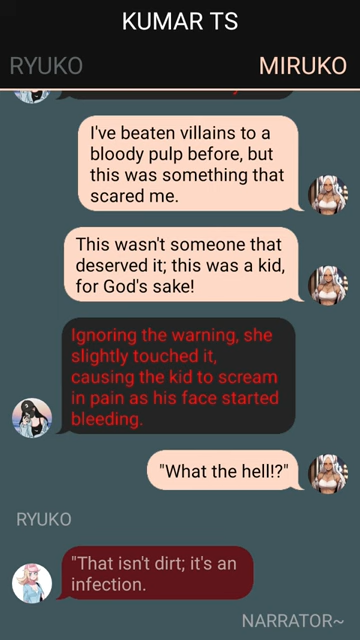 KUMAR TS
RYUKO
MIRUKO
I've beaten villains to a
bloody pulp before, but
this was something that
scared me.
This wasn't someone that
deserved it; this was a kid,
for God's sake!
Ignoring the warning, she
slightly touched it,
causing the kid to scream
in pain as his face started
bleeding.
"What the hell!?"
RYUKO
"That isn't dirt; it's an
infection.
NARRATOR~